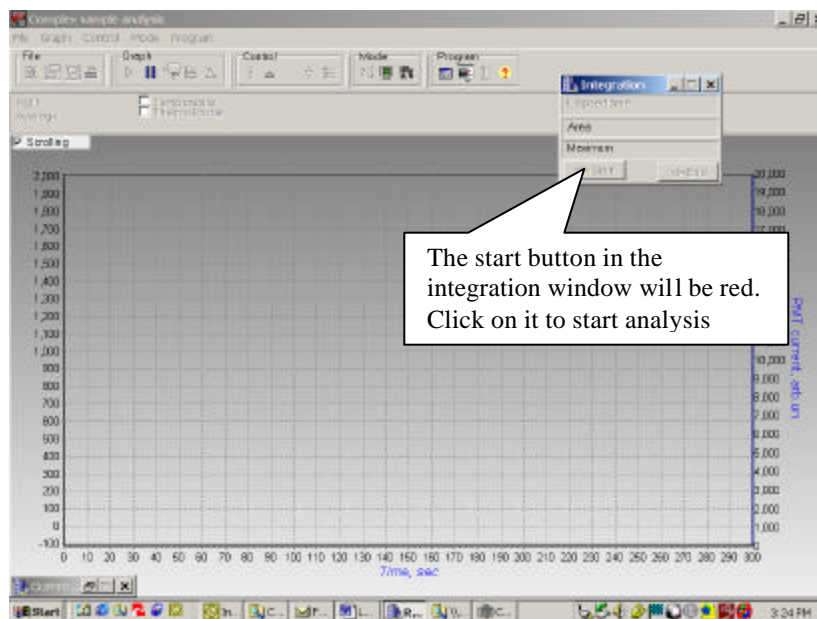 Complex sample analysis
File Graph Control Mode Program
File Graph Control Mode Program
Integration
Average
Area
Maximum
Scrolling
The start button in the
integration window will be red.
Click on it to start analysis
2,000
1,900
1,800
1,700
1,600
1,500
1,400
1,300
1,200
1,100
1,000
900
800
700
600
500
400
300
200
100
0
-100
20,000
19,000
18,000
17,000
10,000
9,000
8,000
7,000
6,000
5,000
4,000
3,000
2,000
1,000
0
PMT current, arb un
0 10 20 30 40 50 60 70 80 90 100 110 120 130 140 150 160 170 180 190 200 210 220 230 240 250 260 270 280 290 300
Time, sec
Start In... C... F... L... R... \\... C... 3:24 PM